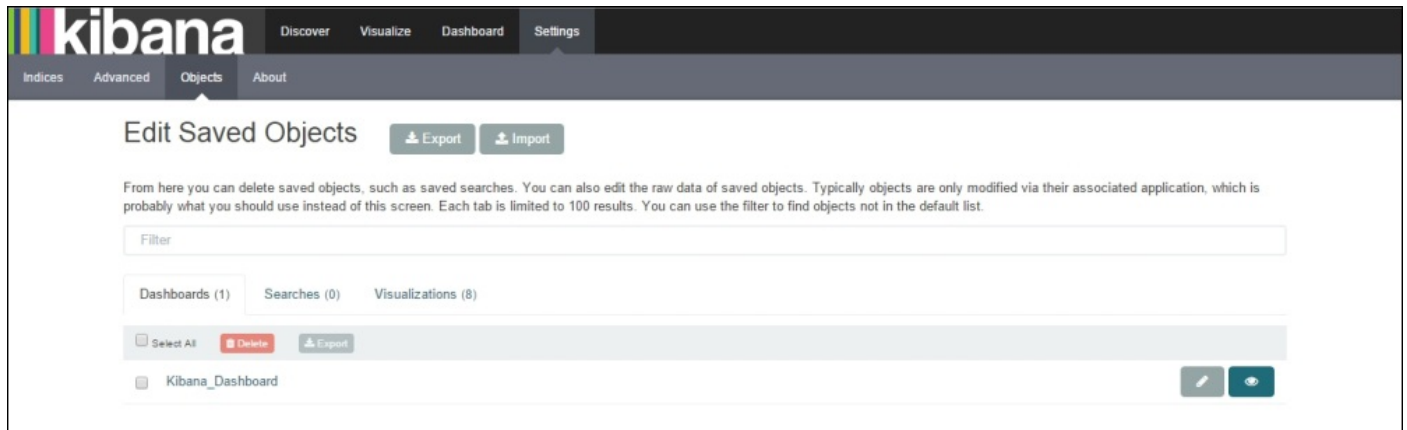 kibana Discover Visualize Dashboard Settings
Indices Advanced Objects About
Edit Saved Objects Export Import
From here you can delete saved objects, such as saved searches. You can also edit the raw data of saved objects. Typically objects are only modified via their associated application, which is
probably what you should use instead of this screen. Each tab is limited to 100 results. You can use the filter to find objects not in the default list.
Filter
Dashboards (1) Searches (0) Visualizations (8)
Select All Delete Export
Kibana_Dashboard